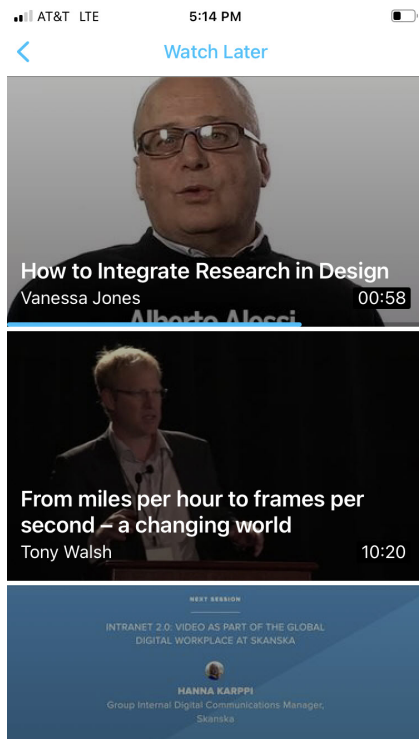 AT&T LTE 5:14 PM
Watch Later
How to Integrate Research in Design
Vanessa Jones 00:58
Alberto Alessi
From miles per hour to frames per
second – a changing world
Tony Walsh 10:20
NEXT SESSION
INTRANET 2.0: VIDEO AS PART OF THE GLOBAL
DIGITAL WORKPLACE AT SKANSKA
HANNA KARPPI
Group Internal Digital Communications Manager,
Skanska